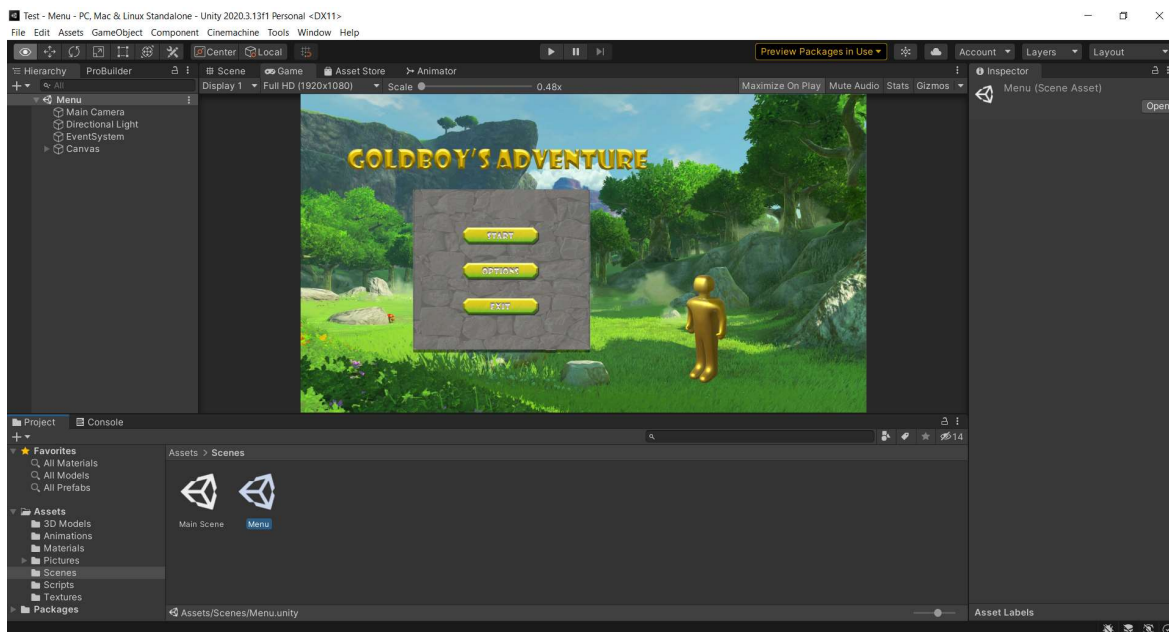 Test - Menu - PC, Mac & Linux Standalone - Unity 2020.3.13f1 Personal <DX11>
File Edit Assets GameObject Component Cinemachine Tools Window Help
Center Local Preview Packages in Use Account Layers Layout
Hierarchy ProBuilder Scene Game Asset Store Animator Inspector
All Display 1 Full HD (1920x1080) Scale 0.48x Maximize On Play Mute Audio Stats Gizmos
Menu (Scene Asset)
Open
Menu
Main Camera
Directional Light
EventSystem
Canvas
GOLDBOY'S ADVENTURE
START
OPTIONS
EXIT
Project Console
14
Favorites
All Materials
All Models
All Prefabs
Assets > Scenes
Assets
3D Models
Animations
Materials
Pictures
Scenes
Scripts
Textures
Packages
Main Scene Menu
Assets/Scenes/Menu.unity
Asset Labels